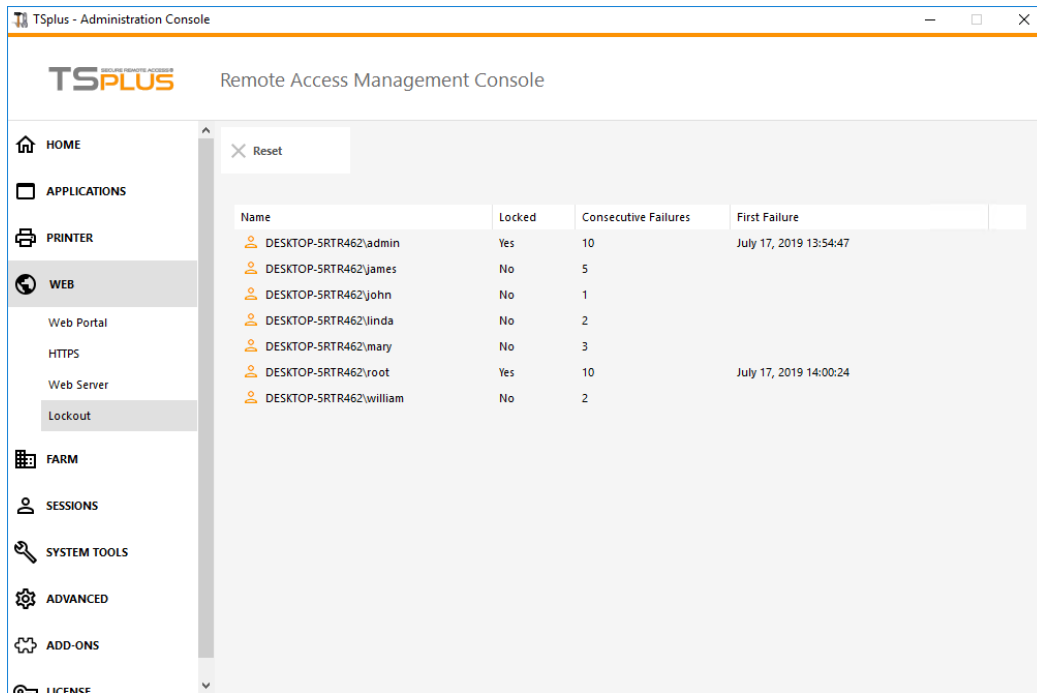 TSplus - Administration Console
SECURE REMOTE ACCESS®
TSPLUS
Remote Access Management Console
HOME
APPLICATIONS
PRINTER
WEB
Web Portal
HTTPS
Web Server
Lockout
FARM
SESSIONS
SYSTEM TOOLS
ADVANCED
ADD-ONS
LICENSE
Reset
Name Locked Consecutive Failures First Failure
DESKTOP-5RTR462\admin Yes 10 July 17, 2019 13:54:47
DESKTOP-5RTR462\james No 5
DESKTOP-5RTR462\john No 1
DESKTOP-5RTR462\linda No 2
DESKTOP-5RTR462\mary No 3
DESKTOP-5RTR462\root Yes 10 July 17, 2019 14:00:24
DESKTOP-5RTR462\william No 2